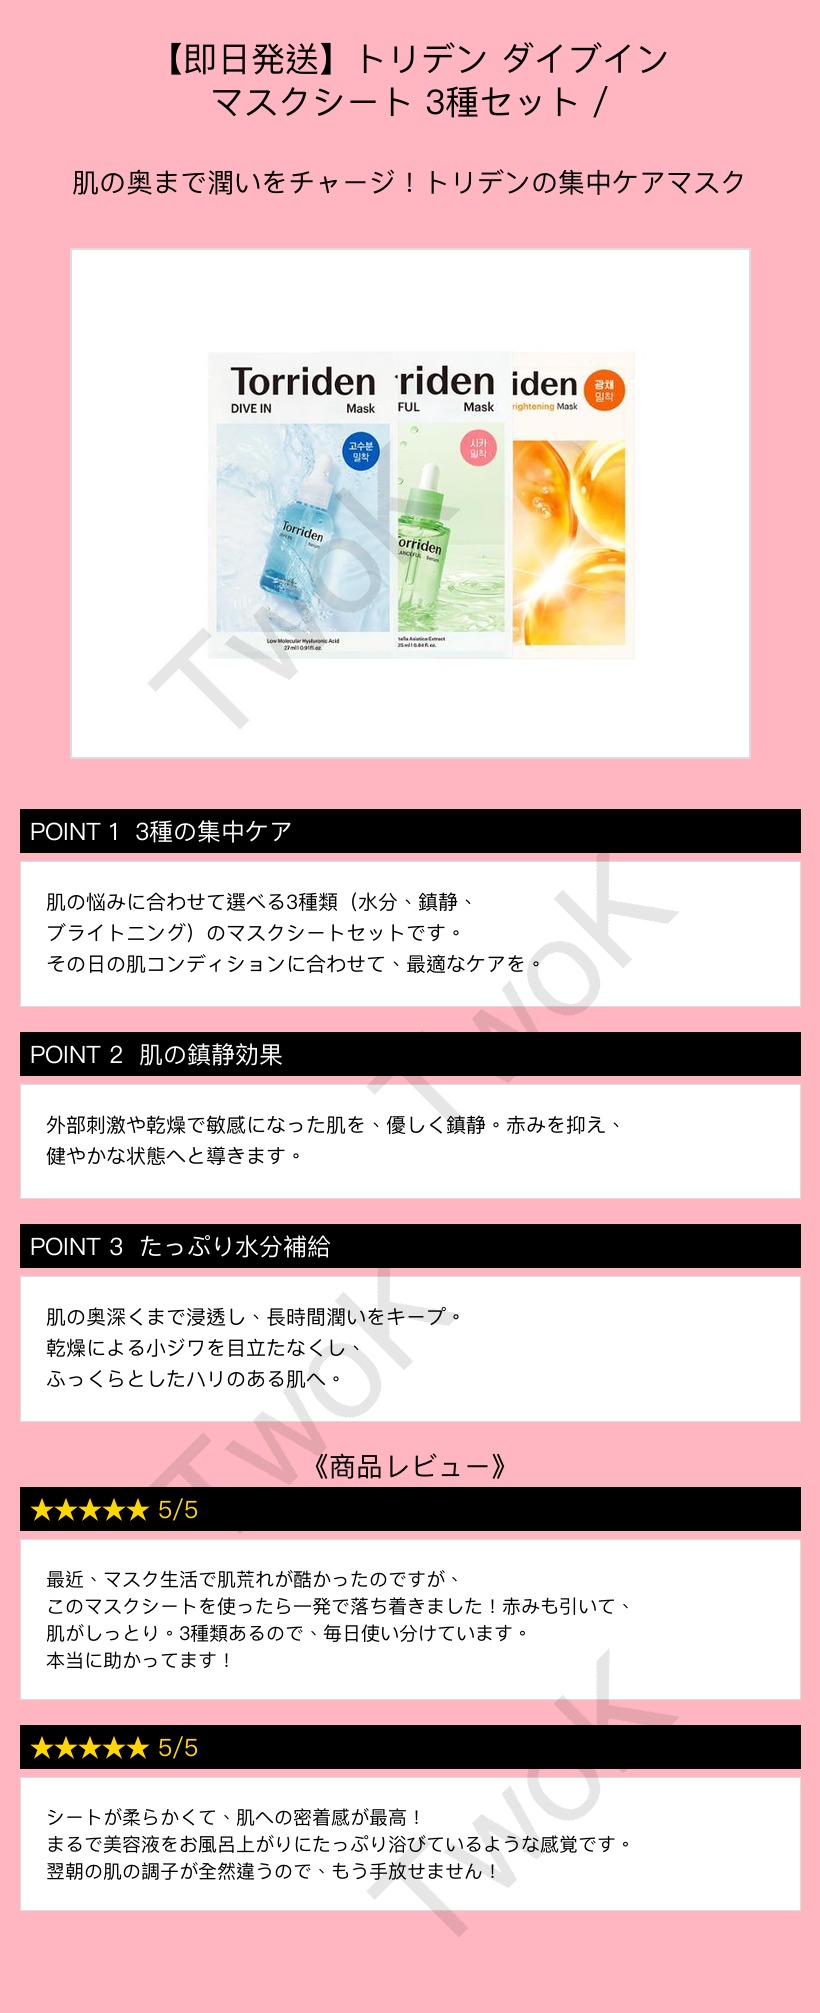 【即日発送】トリデン ダイブイン
マスクシート 3種セット /
肌の奥まで潤いをチャージ！トリデンの集中ケアマスク
Torriden
DIVE IN Mask
고수분
밀착
Torriden
Low Molecular Hyaluronic Acid
27ml | 0.91fl.oz.
rriden
FUL Mask
시카
밀착
Torriden
Serum
tella Asiatica Extract
25ml | 0.84 fl. oz.
iden
rightening Mask
광채
밀착
TwoK
POINT 1 3種の集中ケア
肌の悩みに合わせて選べる3種類（水分、鎮静、
ブライトニング）のマスクシートセットです。
その日の肌コンディションに合わせて、最適なケアを。
TwoK
POINT 2 肌の鎮静効果
外部刺激や乾燥で敏感になった肌を、優しく鎮静。赤みを抑え、
健やかな状態へと導きます。
POINT 3 たっぷり水分補給
肌の奥深くまで浸透し、長時間潤いをキープ。
乾燥による小ジワを目立たなくし、
ふっくらとしたハリのある肌へ。
TwoK
《商品レビュー》
★★★★★ 5/5
最近、マスク生活で肌荒れが酷かったのですが、
このマスクシートを使ったら一発で落ち着きました！赤みも引いて、
肌がしっとり。3種類あるので、毎日使い分けています。
本当に助かってます！
★★★★★ 5/5
シートが柔らかくて、肌への密着感が最高！
まるで美容液をお風呂上がりにたっぷり浴びているような感覚です。
翌朝の肌の調子が全然違うので、もう手放せません！
TwoK